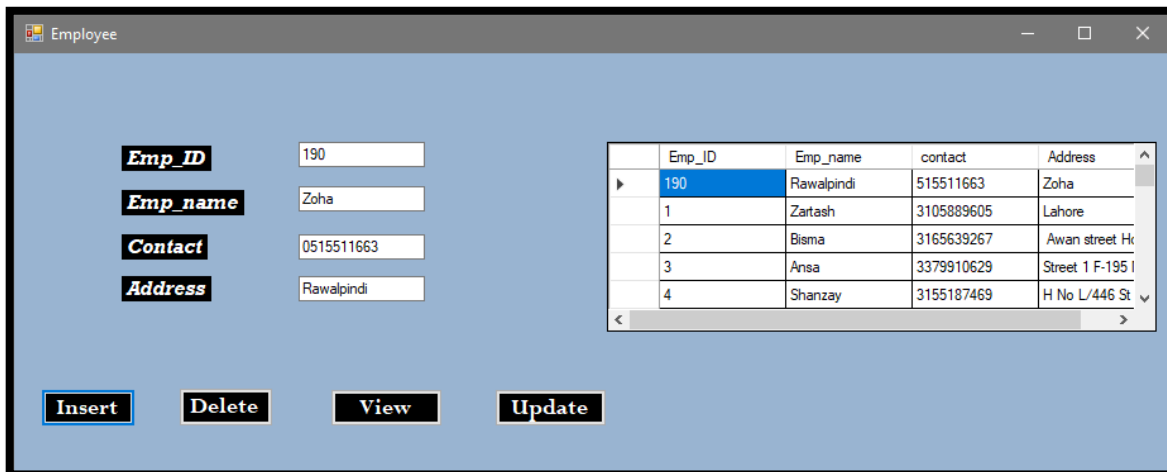 Employee
Emp_ID 190
Emp_name Zoha
Contact 0515511663
Address Rawalpindi
Emp_ID Emp_name contact Address
190 Rawalpindi 515511663 Zoha
1 Zartash 3105889605 Lahore
2 Bisma 3165639267 Awan street
3 Ansa 3379910629 Street 1 F-195
4 Shanzay 3155187469 H No L/446 St
Insert Delete View Update